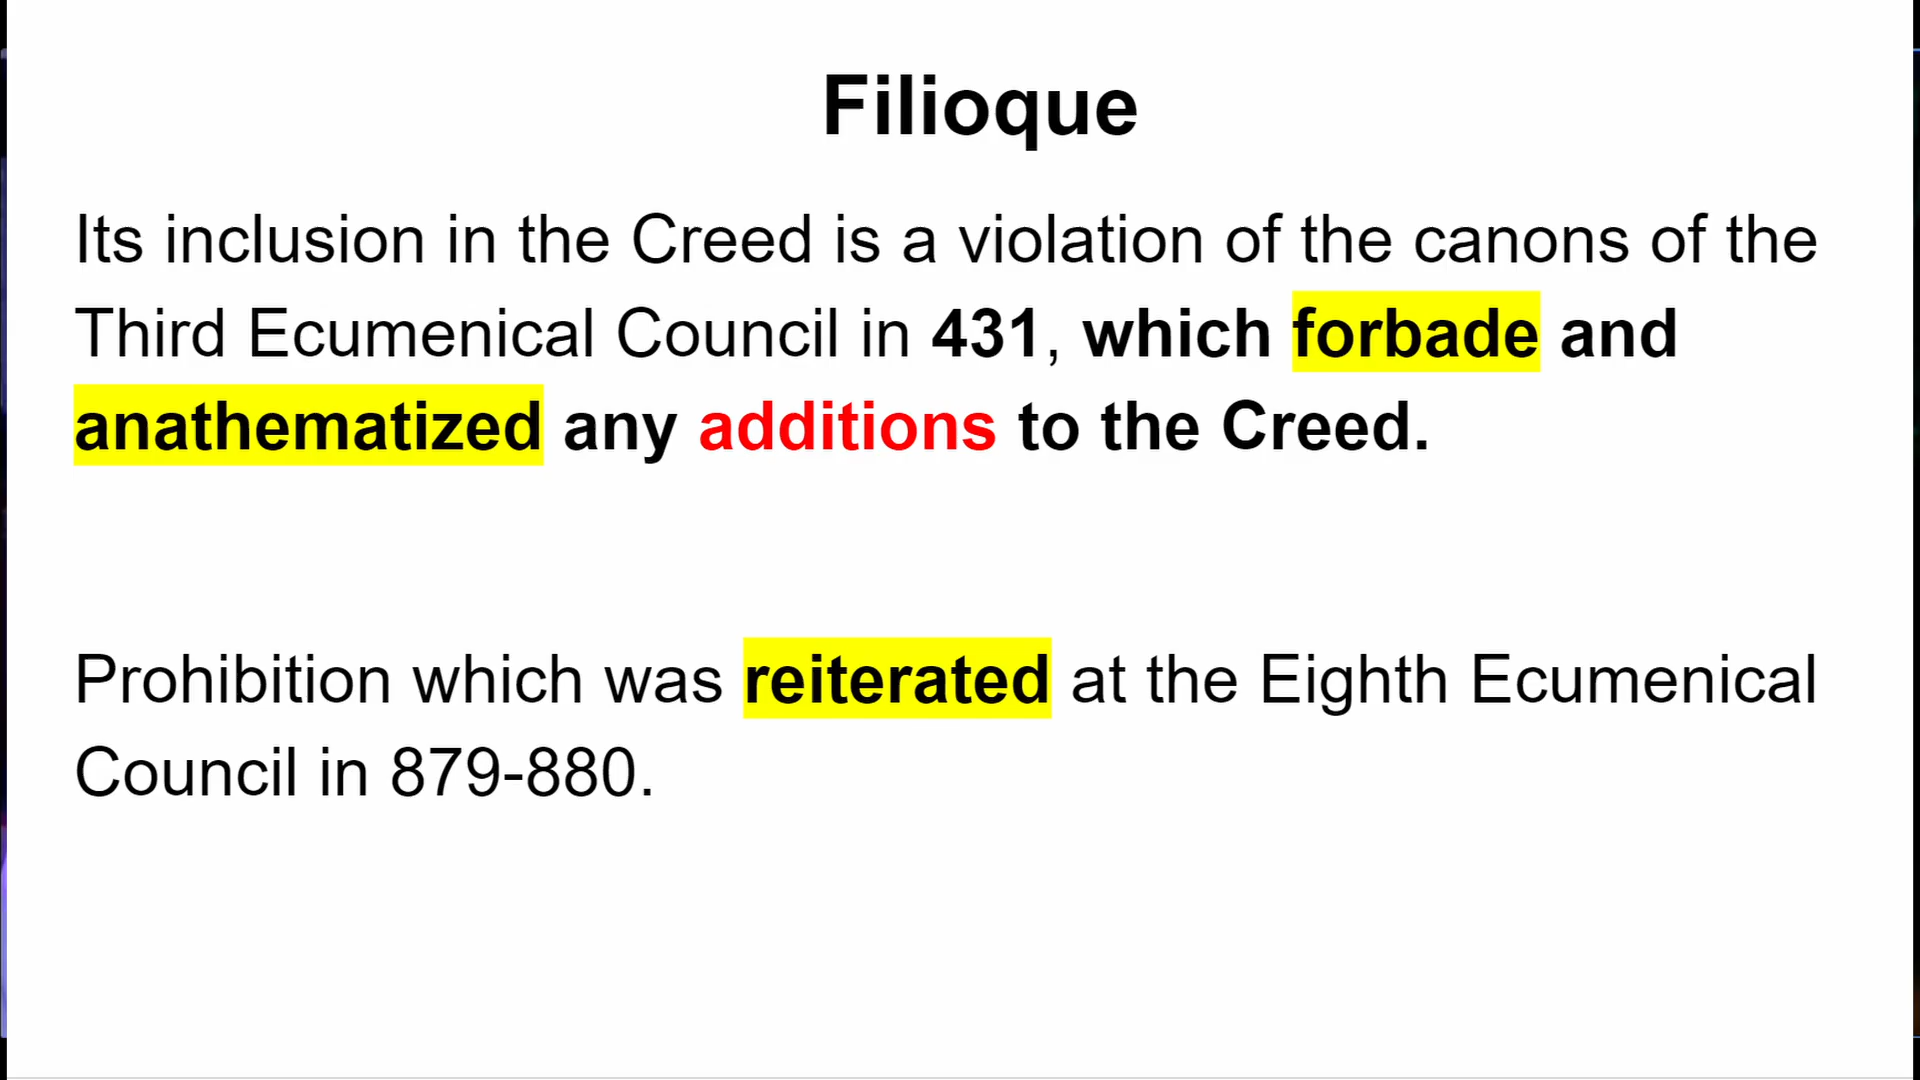 Filioque
Its inclusion in the Creed is a violation of the canons of the
Third Ecumenical Council in 431, which forbade and
anathematized any additions to the Creed.
Prohibition which was reiterated at the Eighth Ecumenical
Council in 879-880.